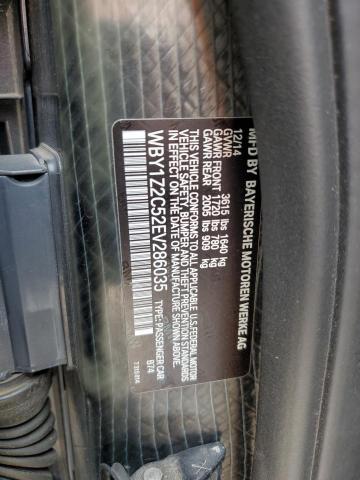 MFD BY BAYERISCHE MOTOREN WERKE AG
12/14
GVWR 3615 lbs 1640 kg
GAWR FRONT 1720 lbs 780 kg
GAWR REAR 2006 lbs 909 kg
THIS VEHICLE CONFORMS TO ALL APPLICABLE U.S. FEDERAL MOTOR
VEHICLE SAFETY, BUMPER AND THEFT PREVENTION STANDARDS
IN EFFECT ON THE DATE OF MANUFACTURE SHOWN ABOVE.
WBY1Z2C52EV286035 TYPE: PASSENGER CAR
BT4